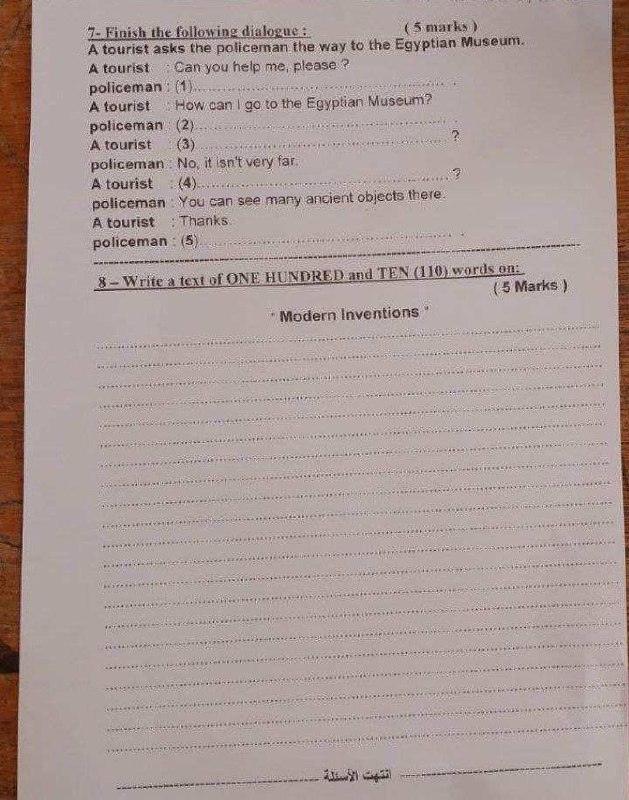 7- Finish the following dialogue : ( 5 marks )
A tourist asks the policeman the way to the Egyptian Museum.
A tourist : Can you help me, please ?
policeman : (1).................................................. .
A tourist : How can I go to the Egyptian Museum?
policeman : (2).................................................. .
A tourist : (3)..................................................?
policeman : No, it isn't very far.
A tourist : (4)..................................................?
policeman : You can see many ancient objects there.
A tourist : Thanks.
policeman : (5).................................................. .
8 – Write a text of ONE HUNDRED and TEN (110) words on:
( 5 Marks )
" Modern Inventions "
انتهت الأسئلة